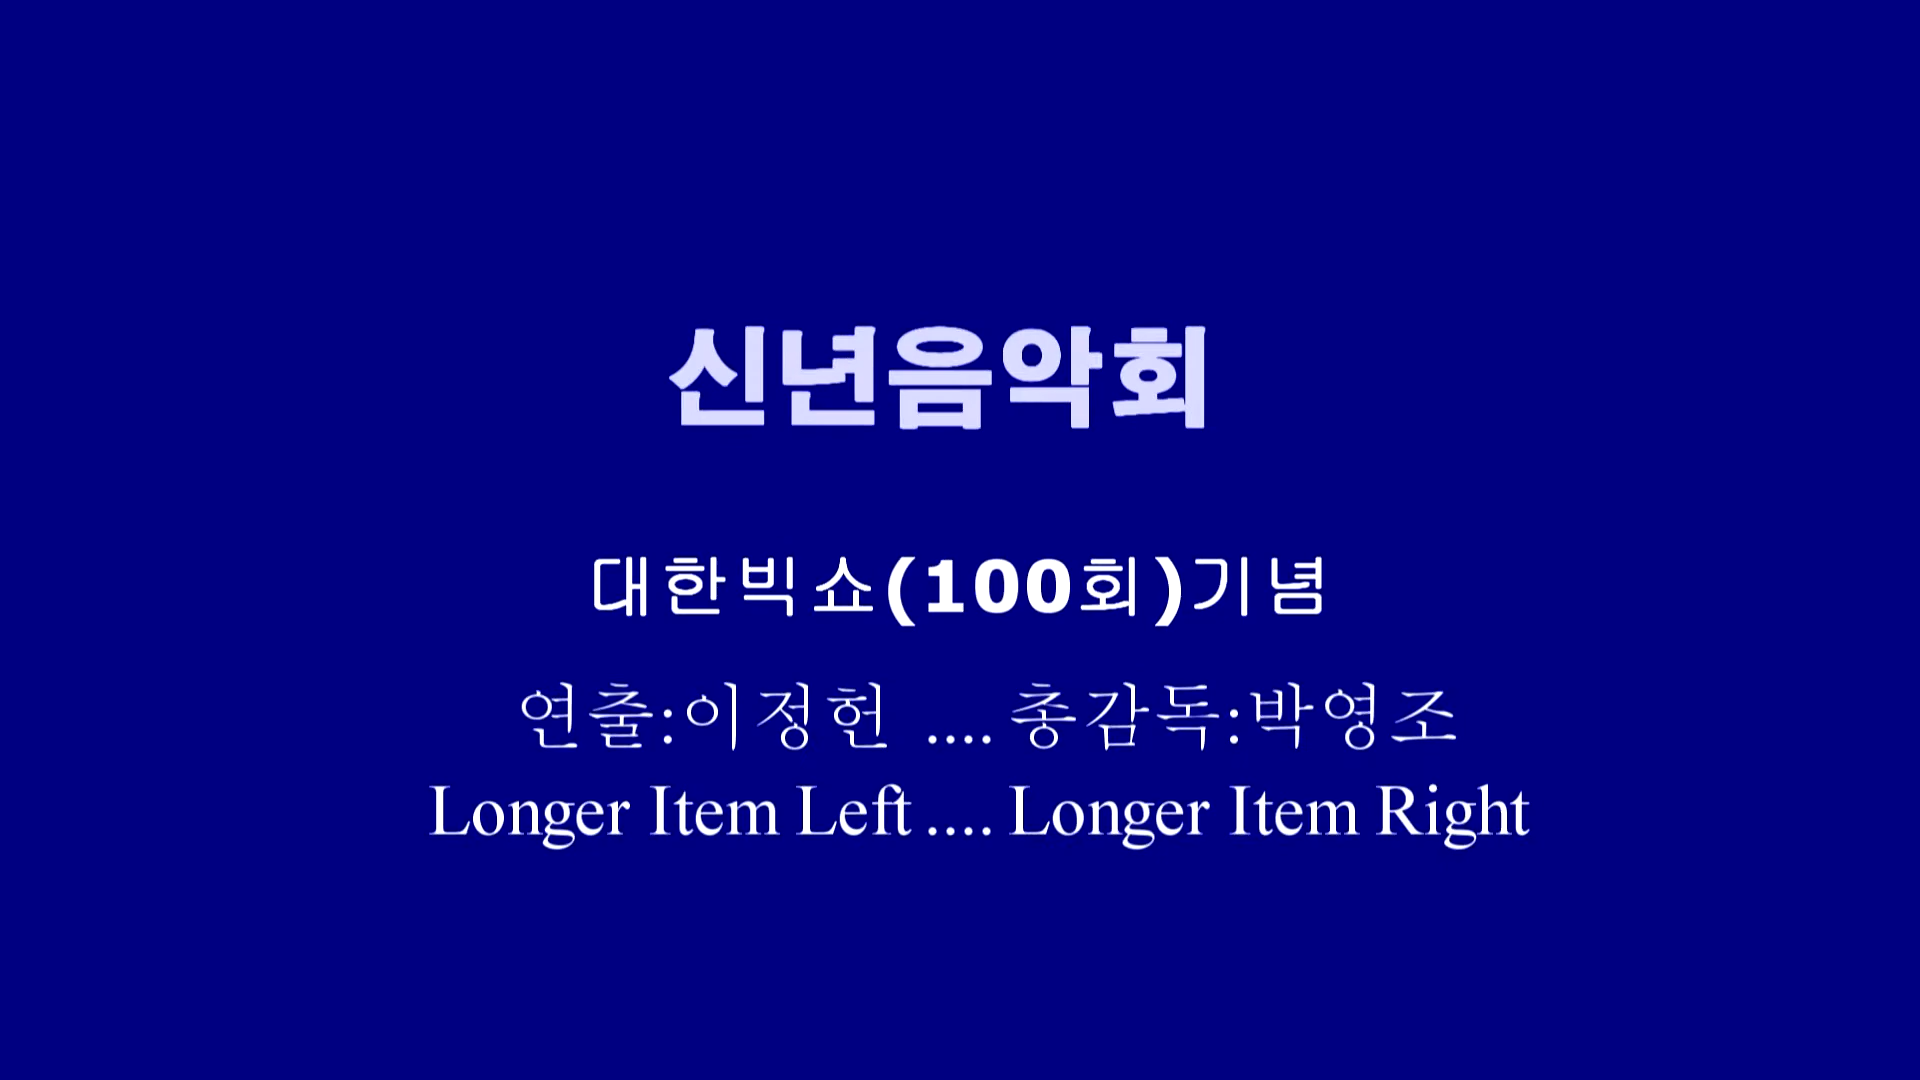 신년음악회
대한빅쇼(100회)기념
연출:이정헌 .... 총감독:박영조
Longer Item Left .... Longer Item Right